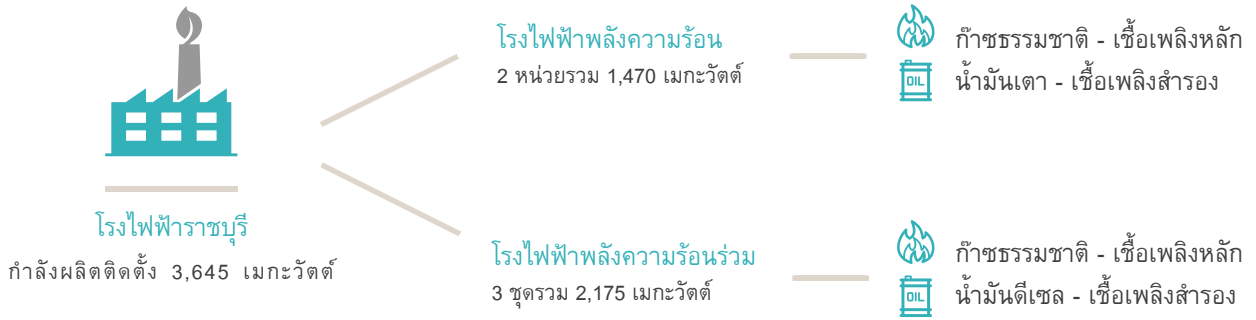 โรงไฟฟ้าราชบุรี
กำลังผลิตติดตั้ง 3,645 เมกะวัตต์
โรงไฟฟ้าพลังความร้อน
2 หน่วยรวม 1,470 เมกะวัตต์
ก๊าซธรรมชาติ - เชื้อเพลิงหลัก
OIL
น้ำมันเตา - เชื้อเพลิงสำรอง
โรงไฟฟ้าพลังความร้อนร่วม
3 ชุดรวม 2,175 เมกะวัตต์
ก๊าซธรรมชาติ - เชื้อเพลิงหลัก
OIL
น้ำมันดีเซล - เชื้อเพลิงสำรอง